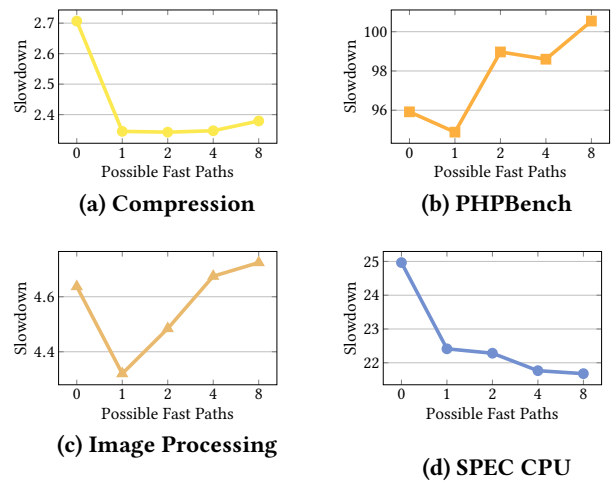 2.7
2.6
2.5
2.4
Slowdown
0 1 2 4 8
Possible Fast Paths
(a) Compression
100
98
96
Slowdown
0 1 2 4 8
Possible Fast Paths
(b) PHPBench
4.6
4.4
Slowdown
0 1 2 4 8
Possible Fast Paths
(c) Image Processing
25
24
23
22
Slowdown
0 1 2 4 8
Possible Fast Paths
(d) SPEC CPU